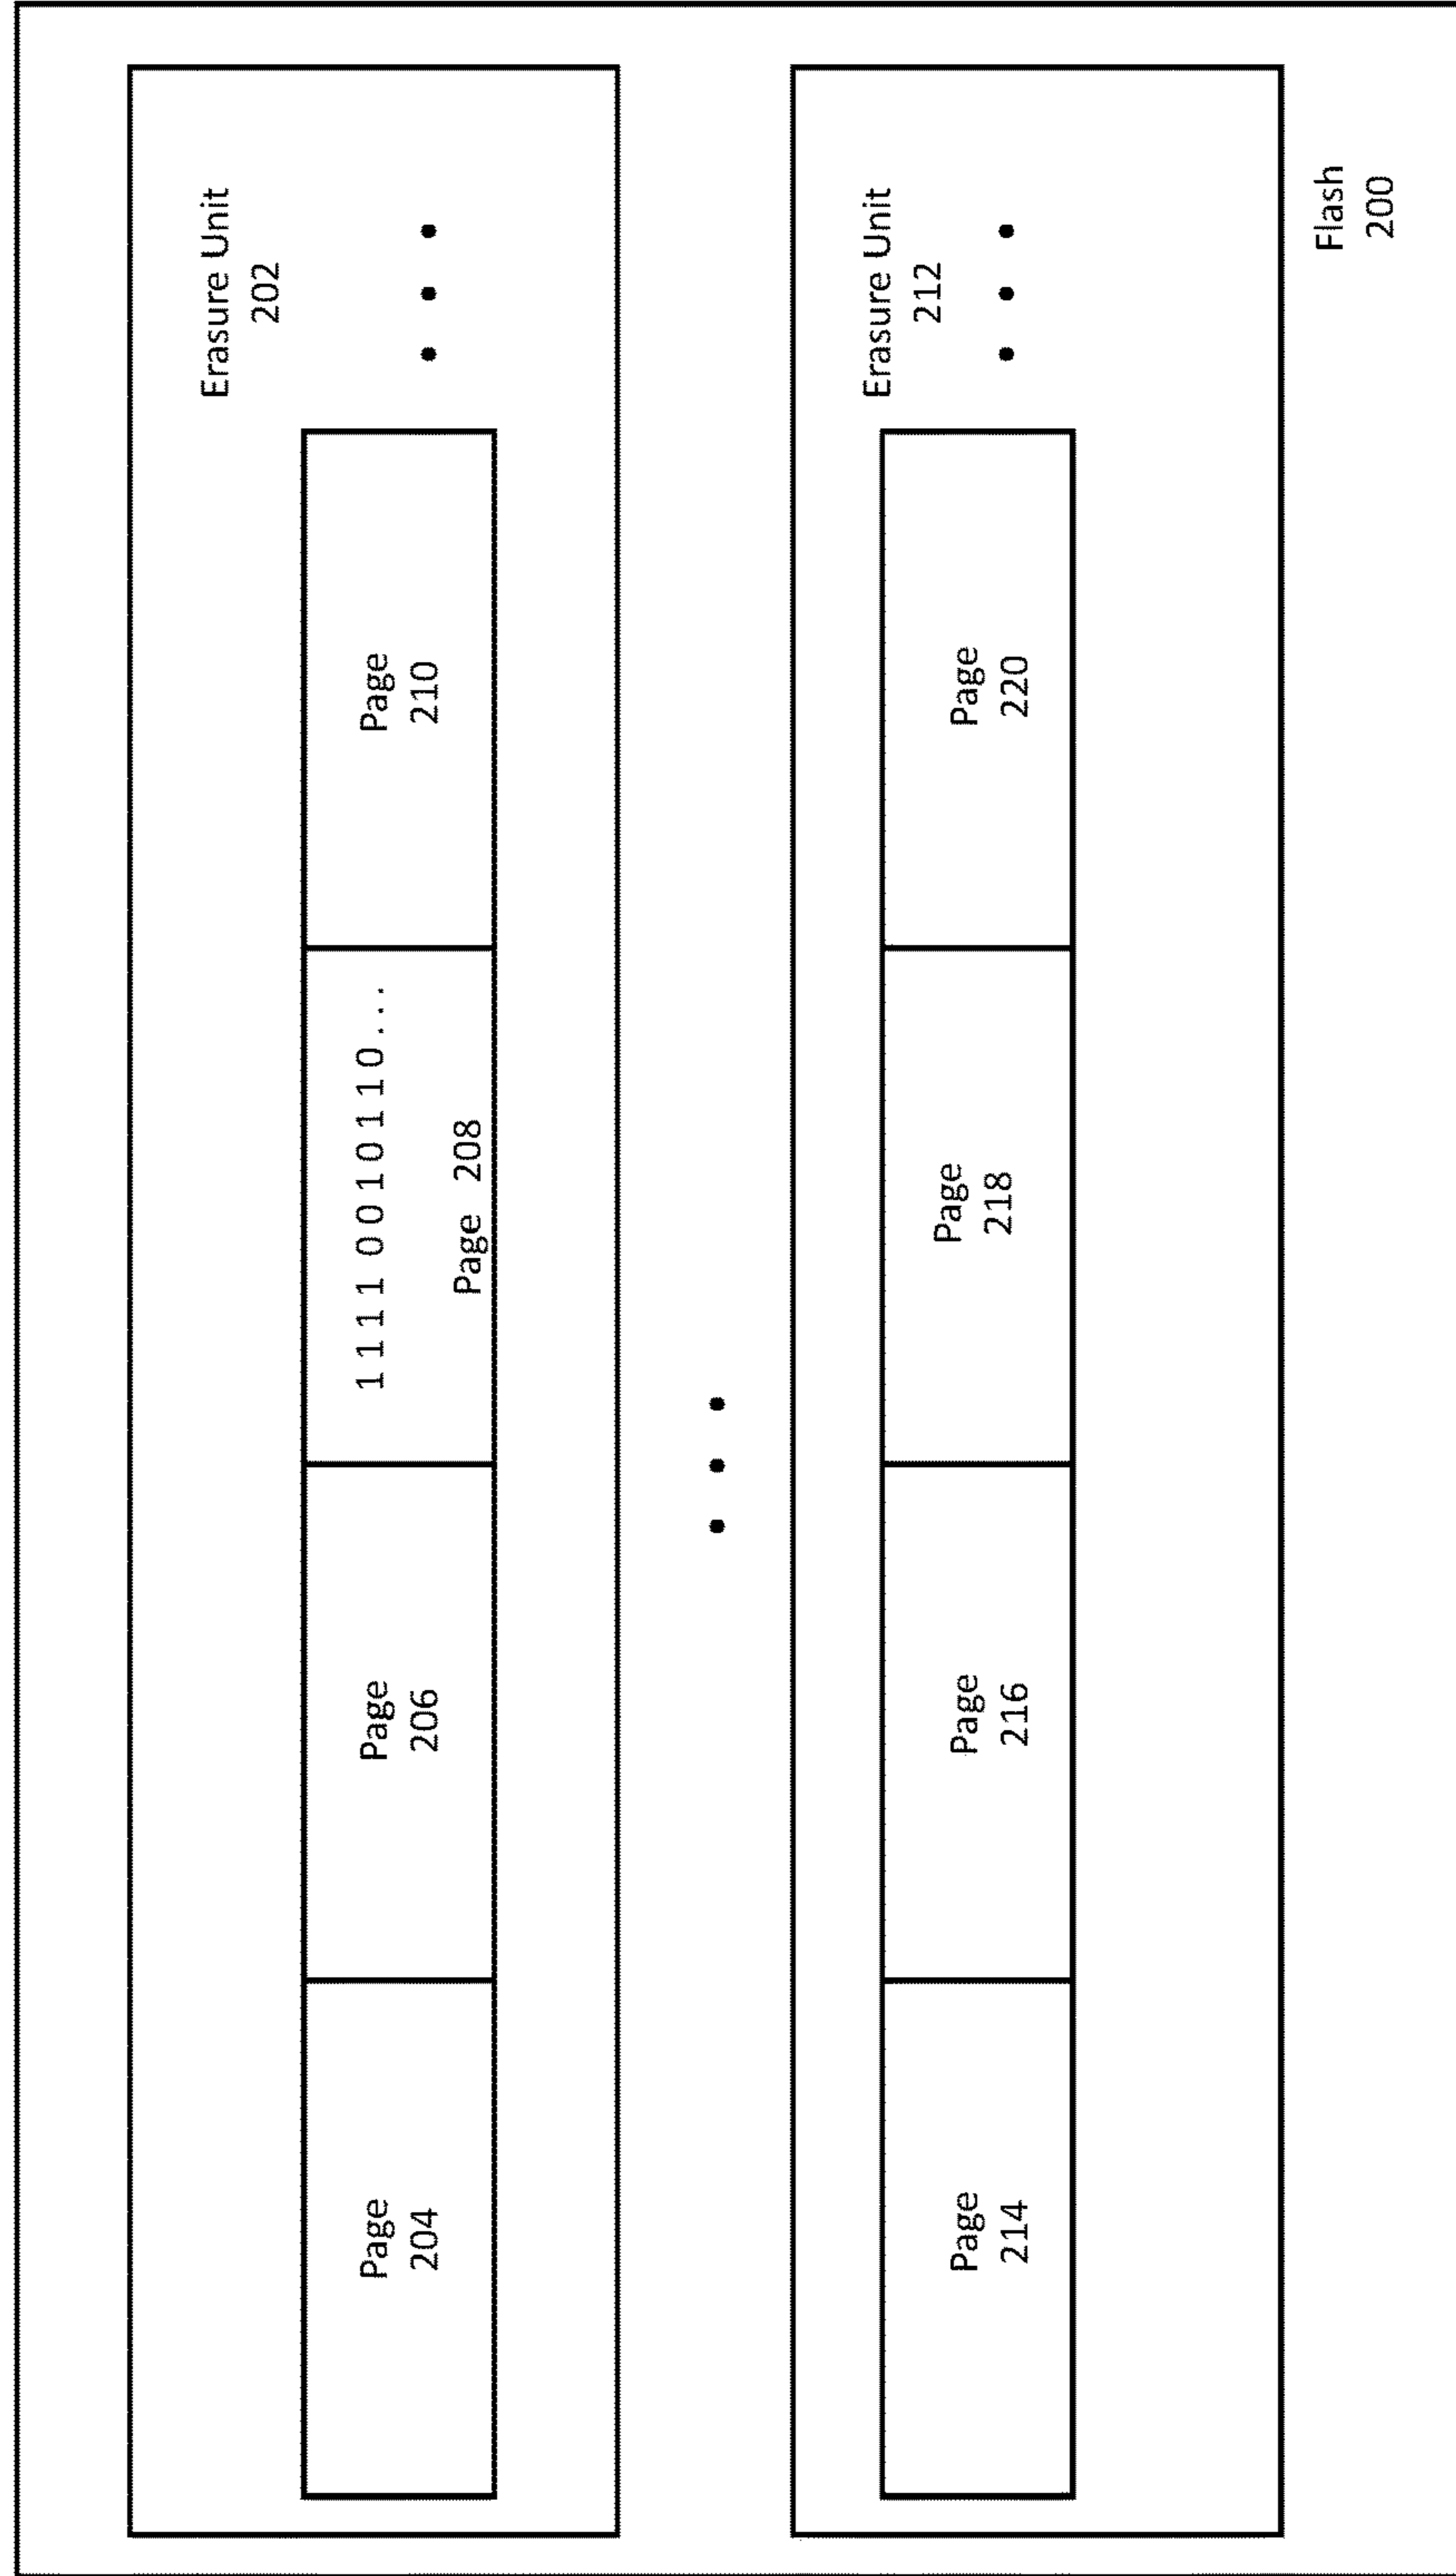 Erasure Unit
202
Page
204
Page
206
1 1 1 1 0 0 1 0 1 1 0 . . .
Page 208
Page
210
• • •
• • •
Erasure Unit
212
Page
214
Page
216
Page
218
Page
220
• • •
Flash
200